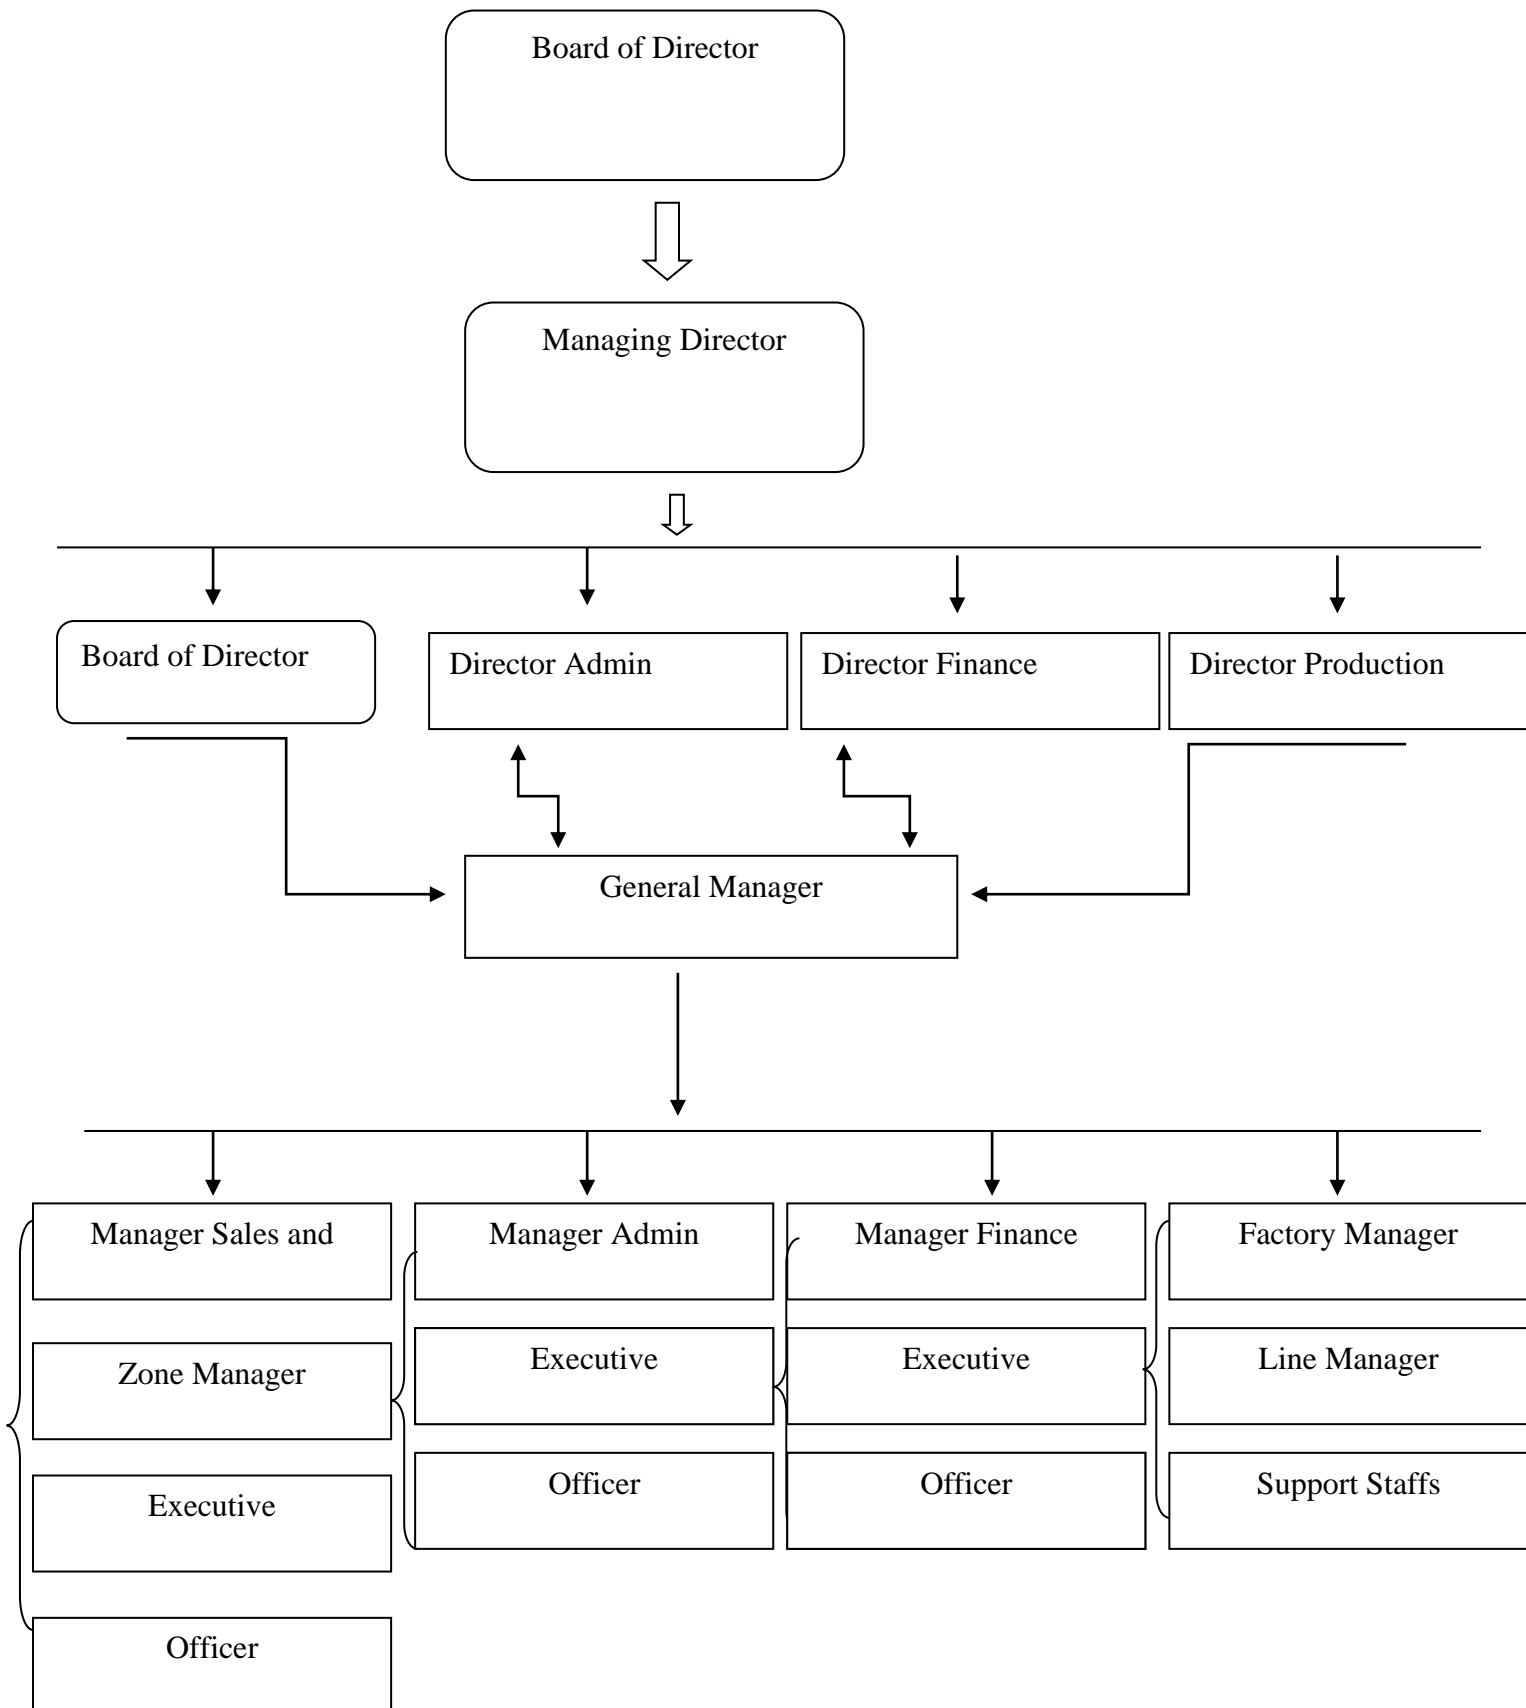 Board of Director
Managing Director
Board of Director
Director Admin
Director Finance
Director Production
General Manager
Manager Sales and
Manager Admin
Manager Finance
Factory Manager
Zone Manager
Executive
Executive
Line Manager
Executive
Officer
Officer
Support Staffs
Officer